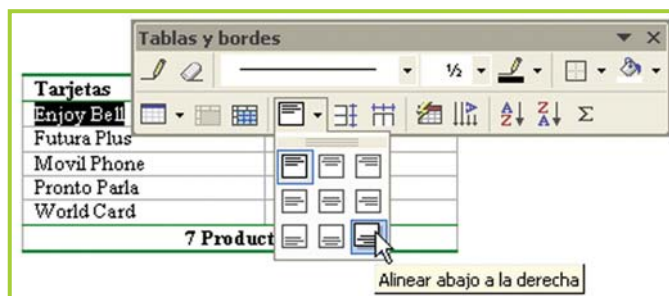 Tablas y bordes
½
Tarjetas
Enjoy Bell
Futura Plus
Movil Phone
Pronto Parla
World Card
7 Product
A
Z
Z
A
Σ
Alinear abajo a la derecha